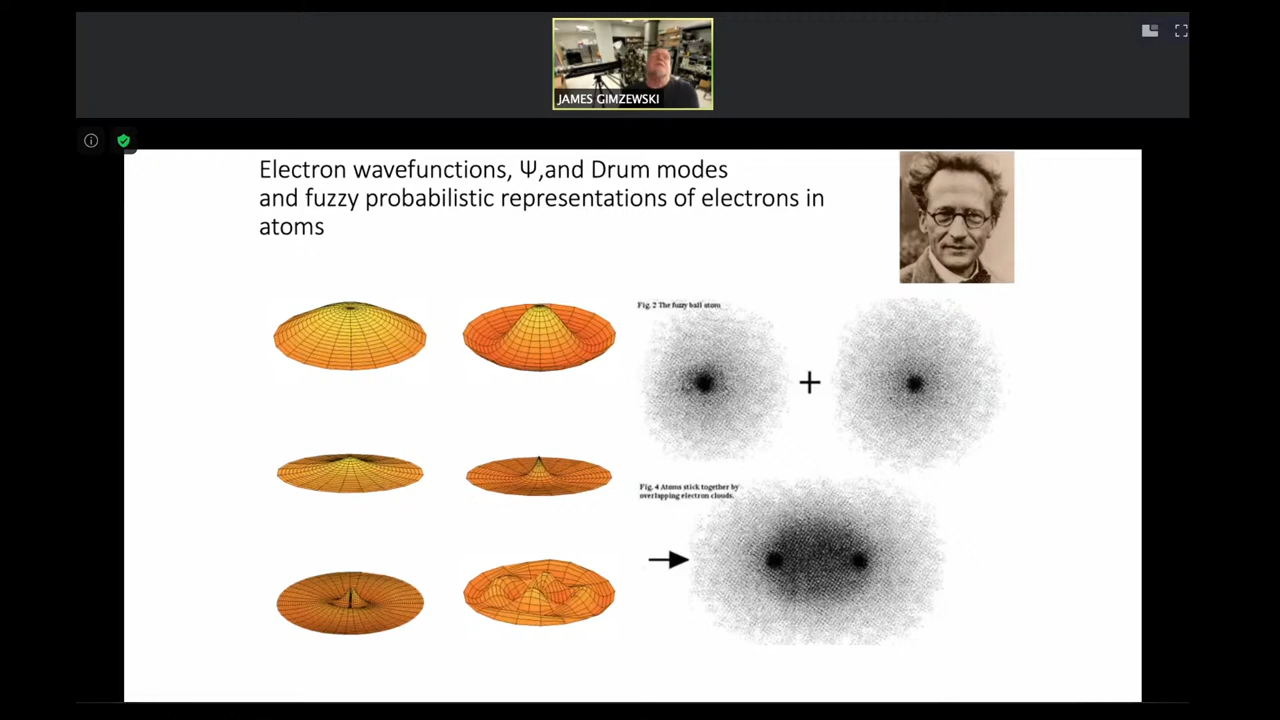 JAMES GIMZEWSKI
Electron wavefunctions, Ψ,and Drum modes
and fuzzy probabilistic representations of electrons in
atoms
Fig. 2 The fuzzy ball atom.
+
Fig. 4 Atoms stick together by
overlapping electron clouds.